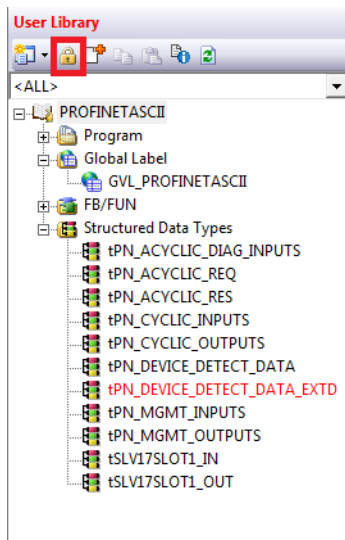 User Library
<ALL>
PROFINETASCII
Program
Global Label
GVL_PROFINETASCII
FB/FUN
Structured Data Types
tPN_ACYCLIC_DIAG_INPUTS
tPN_ACYCLIC_REQ
tPN_ACYCLIC_RES
tPN_CYCLIC_INPUTS
tPN_CYCLIC_OUTPUTS
tPN_DEVICE_DETECT_DATA
tPN_DEVICE_DETECT_DATA_EXTD
tPN_MGMT_INPUTS
tPN_MGMT_OUTPUTS
tSLV17SLOT1_IN
tSLV17SLOT1_OUT